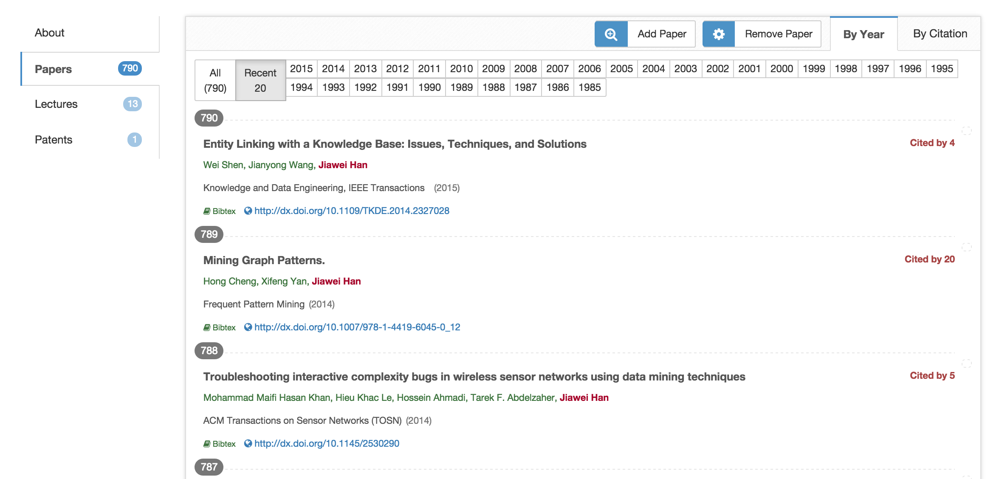 About
Papers 790
Lectures 13
Patents 1
Add Paper Remove Paper By Year By Citation
All (790) Recent 20
2015 2014 2013 2012 2011 2010 2009 2008 2007 2006 2005 2004 2003 2002 2001 2000 1999 1998 1997 1996 1995
1994 1993 1992 1991 1990 1989 1988 1987 1986 1985
790
Entity Linking with a Knowledge Base: Issues, Techniques, and Solutions Cited by 4
Wei Shen, Jianyong Wang, Jiawei Han
Knowledge and Data Engineering, IEEE Transactions (2015)
Bibtex http://dx.doi.org/10.1109/TKDE.2014.2327028
789
Mining Graph Patterns. Cited by 20
Hong Cheng, Xifeng Yan, Jiawei Han
Frequent Pattern Mining (2014)
Bibtex http://dx.doi.org/10.1007/978-1-4419-6045-0_12
788
Troubleshooting interactive complexity bugs in wireless sensor networks using data mining techniques Cited by 5
Mohammad Maifi Hasan Khan, Hieu Khac Le, Hossein Ahmadi, Tarek F. Abdelzaher, Jiawei Han
ACM Transactions on Sensor Networks (TOSN) (2014)
Bibtex http://dx.doi.org/10.1145/2530290
787